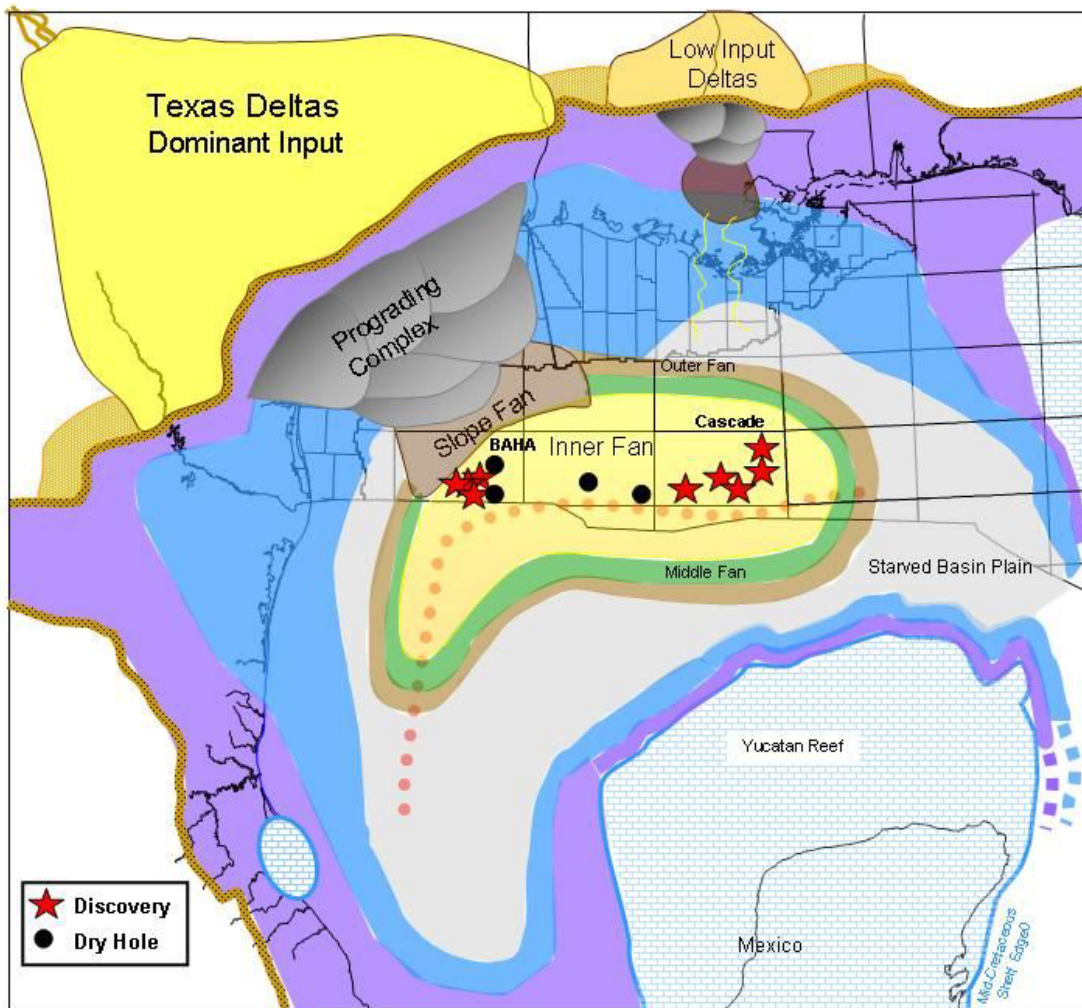 Low Input
Deltas
Texas Deltas
Dominant Input
Prograding
Complex
Outer Fan
Slope Fan
Cascade
BAHA
Inner Fan
Middle Fan
Starved Basin Plain
Yucatan Reef
Discovery
Dry Hole
Mexico
Mid-Cretaceous
Shelf Edge0